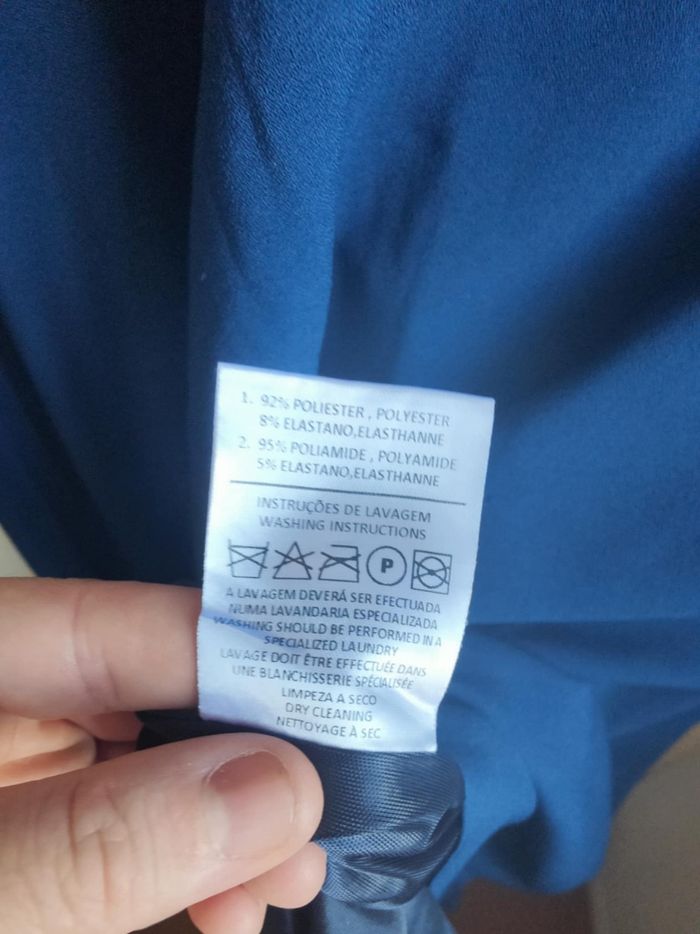 1. 92% POLIESTER , POLYESTER
8% ELASTANO,ELASTHANNE
2. 95% POLIAMIDE , POLYAMIDE
5% ELASTANO,ELASTHANNE
INSTRUÇÕES DE LAVAGEM
WASHING INSTRUCTIONS
P
A LAVAGEM DEVERÁ SER EFECTUADA
NUMA LAVANDARIA ESPECIALIZADA
WASHING SHOULD BE PERFORMED IN A
SPECIALIZED LAUNDRY
LAVAGE DOIT ÊTRE EFFECTUÉE DANS
UNE BLANCHISSERIE SPÉCIALISÉE
LIMPEZA A SECO
DRY CLEANING
NETTOYAGE À SEC